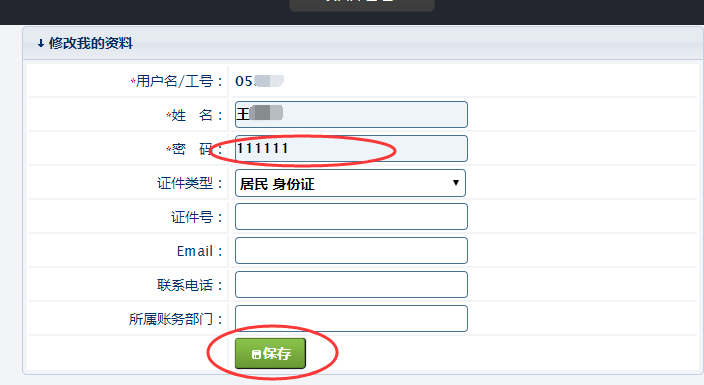 修改我的资料
*用户名/工号： 05
*姓 名： 王
*密 码： 111111
证件类型： 居民 身份证
证件号：
Email：
联系电话：
所属账务部门：
保存